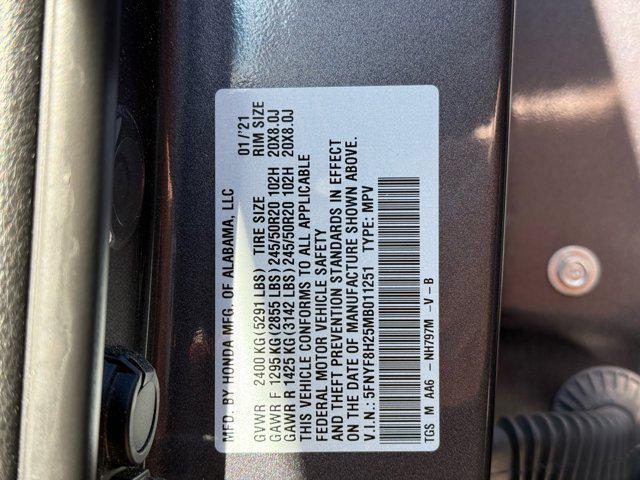 MFD. BY HONDA MFG. OF ALABAMA, LLC 01/'21
GVWR 2400 KG (5291 LBS) TIRE SIZE RIM SIZE
GAWR F 1295 KG (2855 LBS) 245/50R20 102H 20X8.0J
GAWR R 1425 KG (3142 LBS) 245/50R20 102H 20X8.0J
THIS VEHICLE CONFORMS TO ALL APPLICABLE
FEDERAL MOTOR VEHICLE SAFETY
AND THEFT PREVENTION STANDARDS IN EFFECT
ON THE DATE OF MANUFACTURE SHOWN ABOVE.
V.I.N.: 5FNYF8H25MB011251 TYPE: MPV
TGS M AA6 -NH797M -V-B